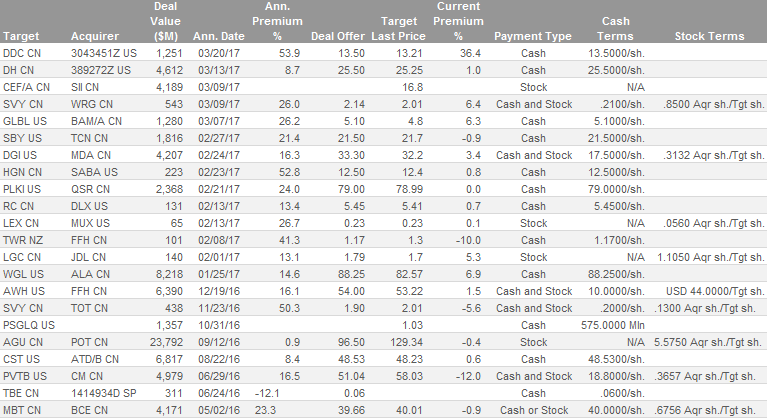 Target Acquirer Deal Value ($M) Ann. Date Ann. Premium % Deal Offer Target Last Price Current Premium % Payment Type Cash Terms Stock Terms
DDC CN 3043451Z US 1,251 03/20/17 53.9 13.50 13.21 36.4 Cash 13.5000/sh.
DH CN 389272Z US 4,612 03/13/17 8.7 25.50 25.25 1.0 Cash 25.5000/sh.
CEF/A CN SII CN 4,189 03/09/17 16.8 Stock N/A
SVY CN WRG CN 543 03/09/17 26.0 2.14 2.01 6.4 Cash and Stock .2100/sh. .8500 Aqr sh./Tgt sh.
GLBL US BAM/A CN 1,280 03/07/17 26.2 5.10 4.8 6.3 Cash 5.1000/sh.
SBY US TCN CN 1,816 02/27/17 21.4 21.50 21.7 -0.9 Cash 21.5000/sh.
DGI US MDA CN 4,207 02/24/17 16.3 33.30 32.2 3.4 Cash and Stock 17.5000/sh. .3132 Aqr sh./Tgt sh.
HGN CN SABA US 223 02/23/17 52.8 12.50 12.4 0.8 Cash 12.5000/sh.
PLKI US QSR CN 2,368 02/21/17 24.0 79.00 78.99 0.0 Cash 79.0000/sh.
RC CN DLX US 131 02/13/17 13.4 5.45 5.41 0.7 Cash 5.4500/sh.
LEX CN MUX US 65 02/13/17 26.7 0.23 0.23 0.1 Stock N/A .0560 Aqr sh./Tgt sh.
TWR NZ FFH CN 101 02/08/17 41.3 1.17 1.3 -10.0 Cash 1.1700/sh.
LGC CN JDL CN 140 02/01/17 13.1 1.79 1.7 5.3 Stock N/A 1.1050 Aqr sh./Tgt sh.
WGL US ALA CN 8,218 01/25/17 14.6 88.25 82.57 6.9 Cash 88.2500/sh.
AWH US FFH CN 6,390 12/19/16 16.1 54.00 53.22 1.5 Cash and Stock 10.0000/sh. USD 44.0000/Tgt sh.
SVY CN TOT CN 438 11/23/16 50.3 1.90 2.01 -5.6 Cash and Stock .2000/sh. .1300 Aqr sh./Tgt sh.
PSGLQ US 1,357 10/31/16 1.03 Cash 575.0000 Mln
AGU CN POT CN 23,792 09/12/16 0.9 96.50 129.34 -0.4 Stock N/A 5.5750 Aqr sh./Tgt sh.
CST US ATD/B CN 6,817 08/22/16 8.4 48.53 48.23 0.6 Cash 48.5300/sh.
PVTB US CM CN 4,979 06/29/16 16.5 51.04 58.03 -12.0 Cash and Stock 18.8000/sh. .3657 Aqr sh./Tgt sh.
TBE CN 1414934D SP 311 06/24/16 -12.1 0.06 Cash .0600/sh.
MBT CN BCE CN 4,171 05/02/16 23.3 39.66 40.01 -0.9 Cash or Stock 40.0000/sh. .6756 Aqr sh./Tgt sh.